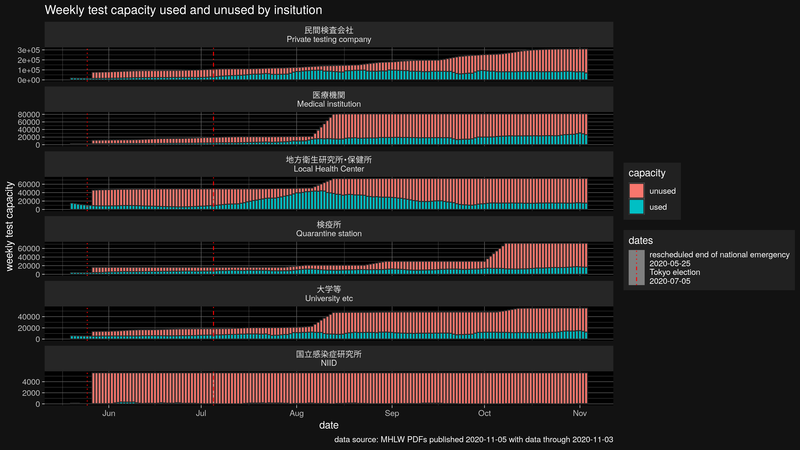 Weekly test capacity used and unused by insitution
民間検査会社
Private testing company
3e+05
2e+05
1e+05
0e+00
医療機関
Medical institution
80000
60000
40000
20000
0
地方衛生研究所・保健所
Local Health Center
60000
40000
20000
0
検疫所
Quarantine station
60000
40000
20000
0
大学等
University etc
40000
20000
0
国立感染症研究所
NIID
4000
2000
0
weekly test capacity
Jun Jul Aug Sep Oct Nov
date
capacity
unused
used
dates
rescheduled end of national emergency
2020-05-25
Tokyo election
2020-07-05
data source: MHLW PDFs published 2020-11-05 with data through 2020-11-03